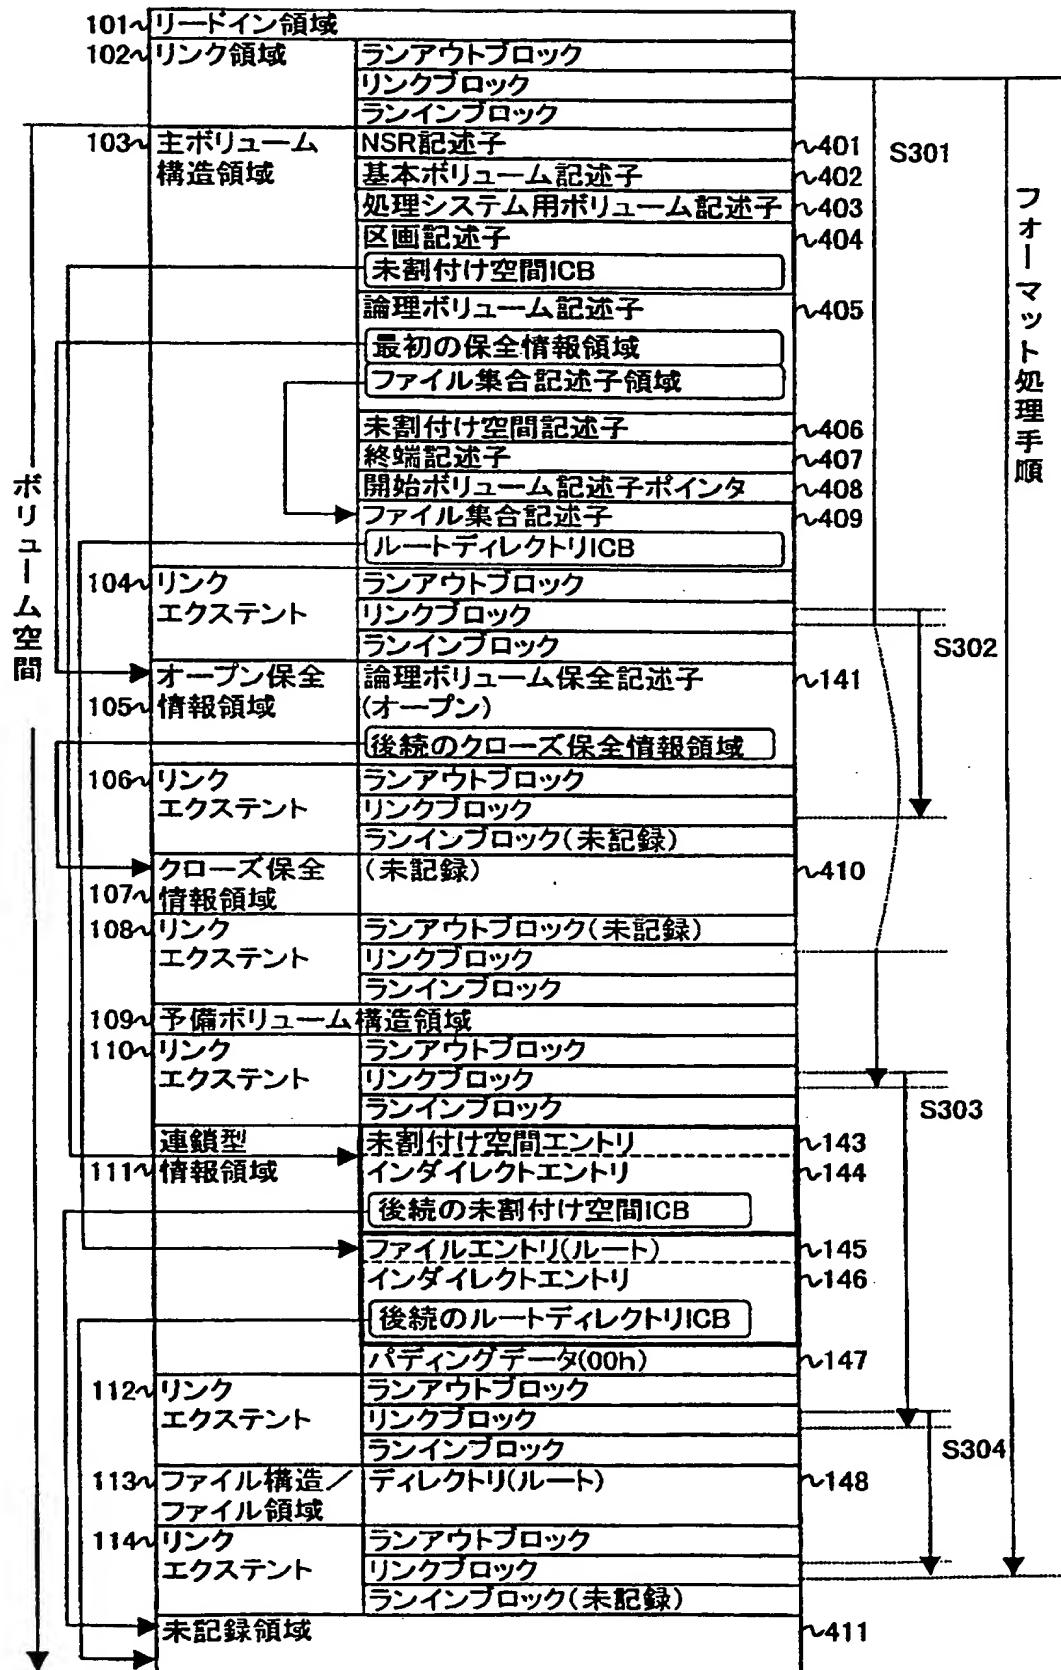 101 リードイン領域
102 リンク領域 ランアウトブロック
リンクブロック
ランインブロック
103 主ボリューム NSR記述子 401
構造領域 基本ボリューム記述子 402
処理システム用ボリューム記述子 403
区画記述子 404
未割付け空間ICB
論理ボリューム記述子 405
最初の保全情報領域
ファイル集合記述子領域
未割付け空間記述子 406
終端記述子 407
開始ボリューム記述子ポインタ 408
ファイル集合記述子 409
ルートディレクトリICB
104 リンク ランアウトブロック
エクステント リンクブロック
ランインブロック
オープン保全 論理ボリューム保全記述子 141
105 情報領域 (オープン)
後続のクローズ保全情報領域
106 リンク ランアウトブロック
エクステント リンクブロック
ランインブロック(未記録)
クローズ保全 (未記録) 410
107 情報領域
108 リンク ランアウトブロック(未記録)
エクステント リンクブロック
ランインブロック
109 予備ボリューム構造領域
110 リンク ランアウトブロック
エクステント リンクブロック
ランインブロック
連鎖型 未割付け空間エントリ 143
111 情報領域 インダイレクトエントリ 144
後続の未割付け空間ICB
ファイルエントリ(ルート) 145
インダイレクトエントリ 146
後続のルートディレクトリICB
パディングデータ(00h) 147
112 リンク ランアウトブロック
エクステント リンクブロック
ランインブロック
113 ファイル構造／ ディレクトリ(ルート) 148
ファイル領域
114 リンク ランアウトブロック
エクステント リンクブロック
ランインブロック(未記録)
未記録領域 411
ボリューム空間
S301
S302
S303
S304
フォーマット処理手順